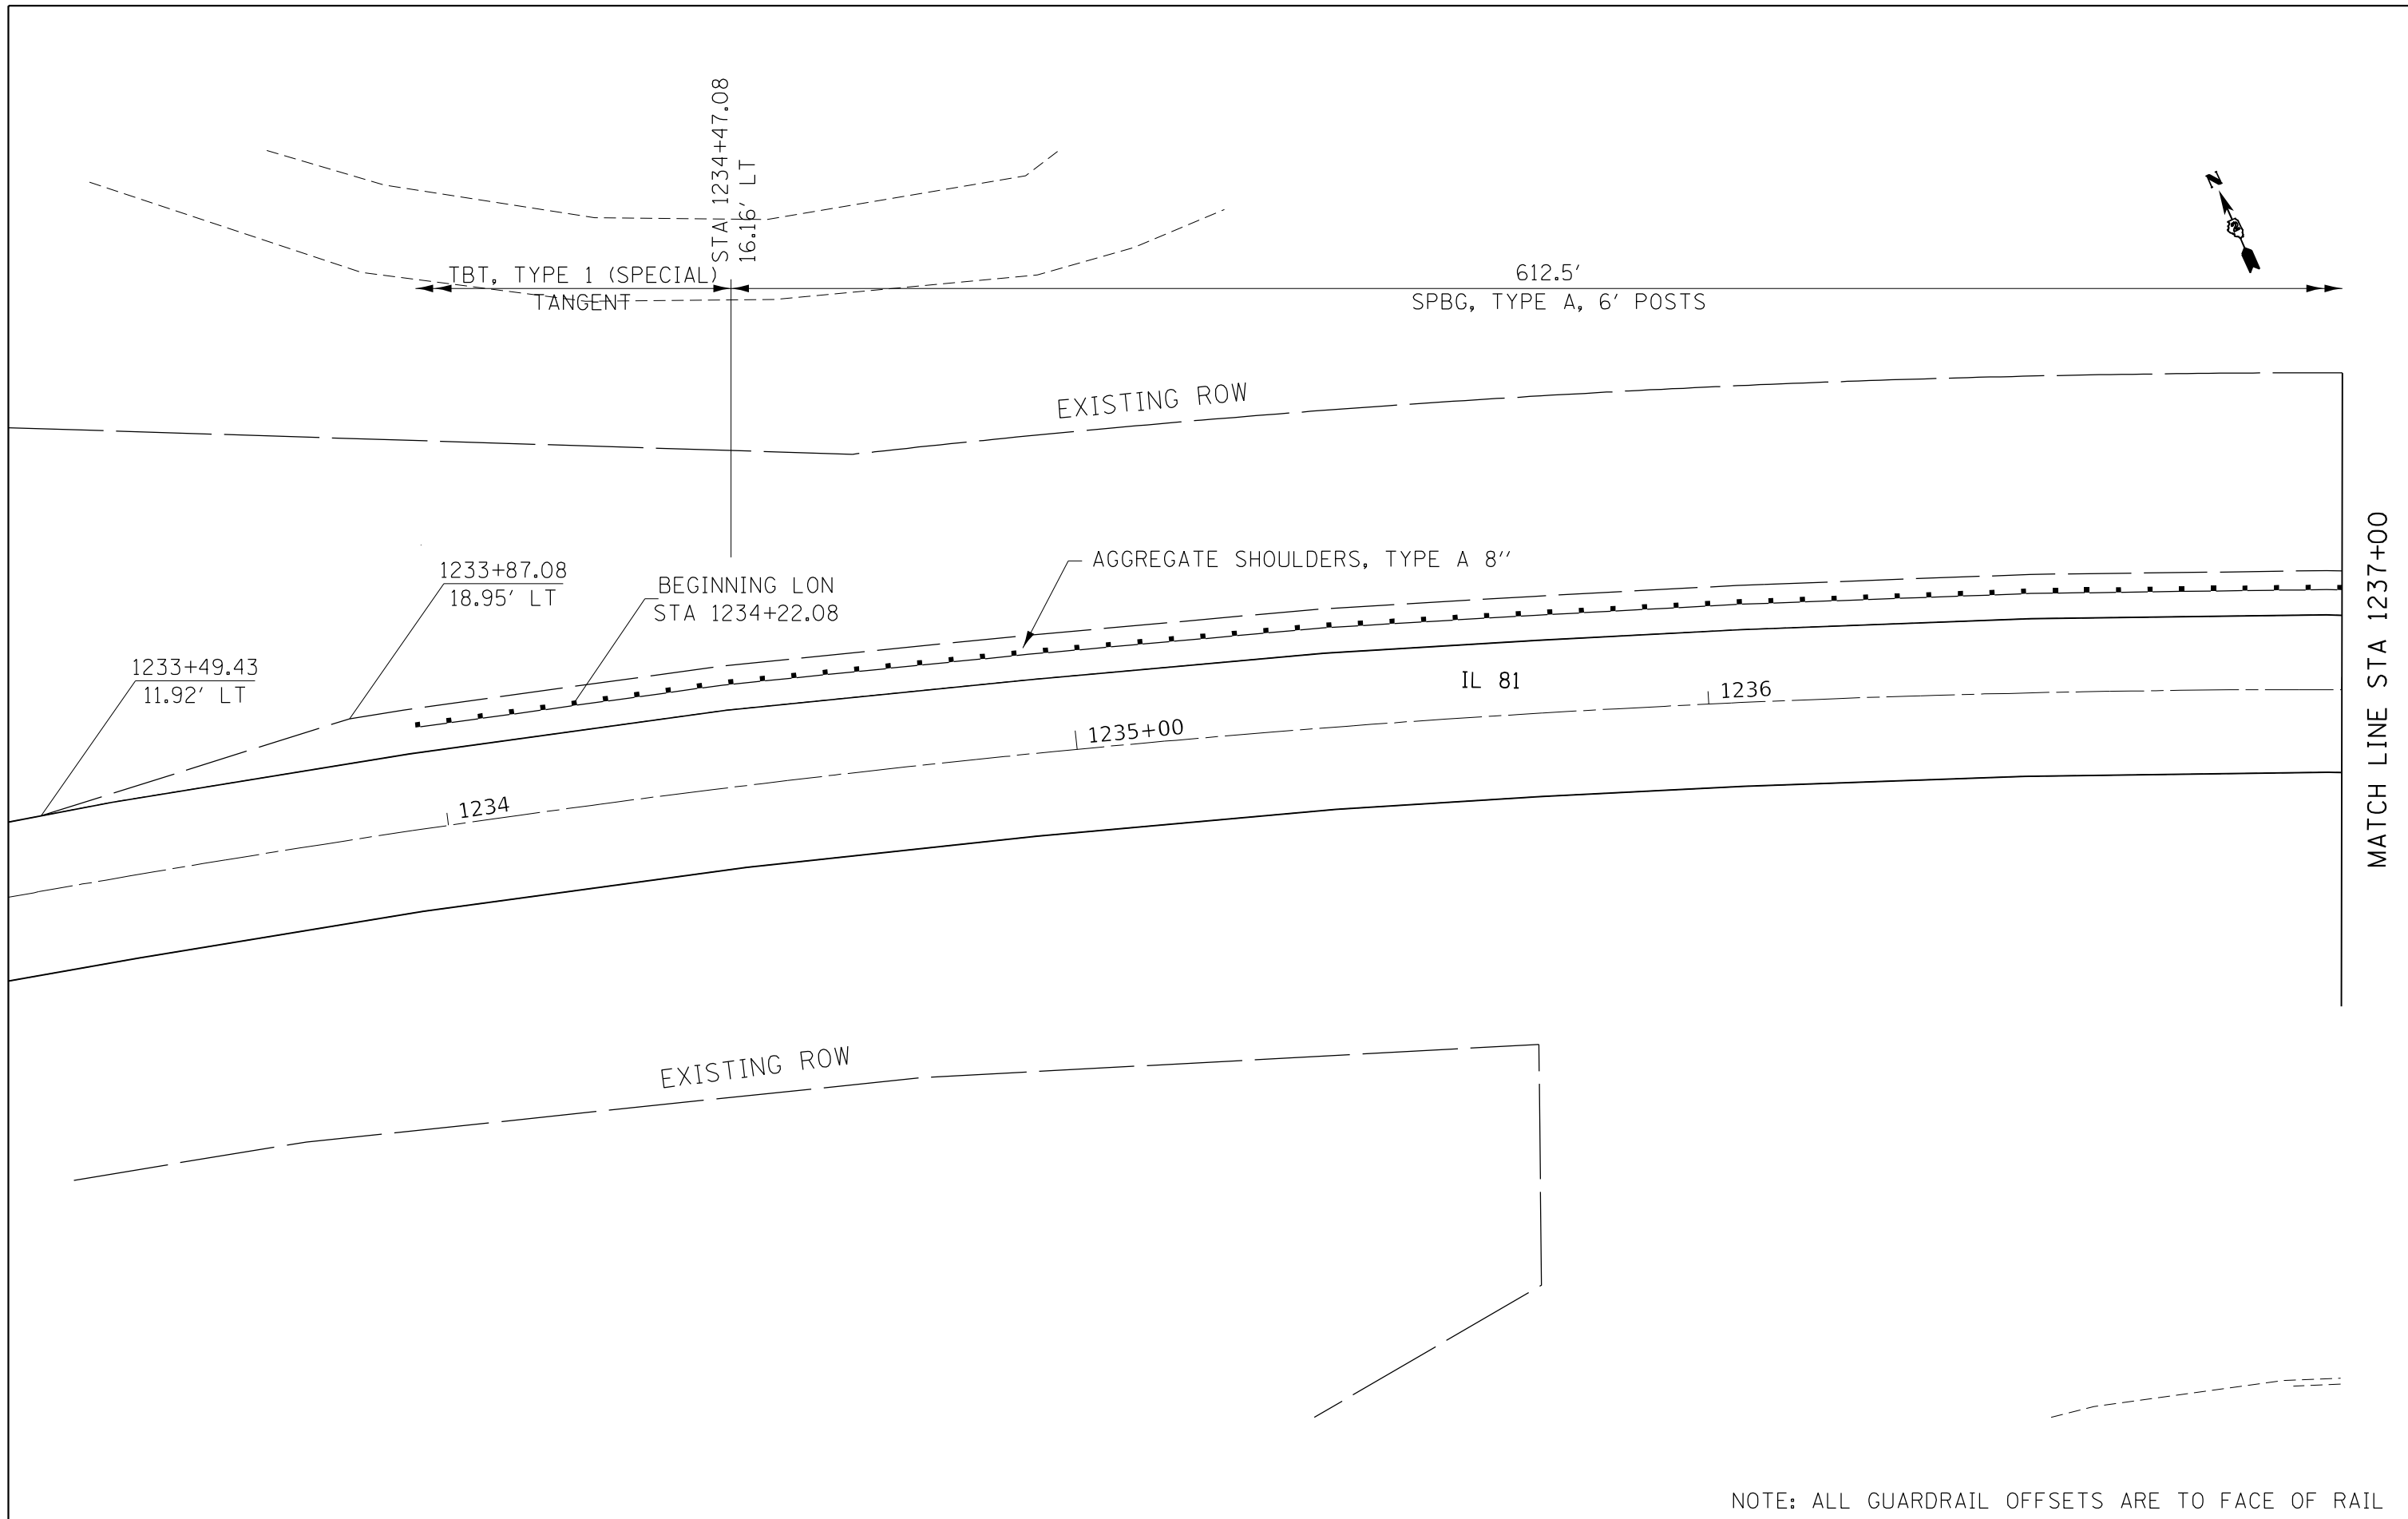 STA 1234+47.08
16.16' LT
N
TBT, TYPE 1 (SPECIAL)
TANGENT
612.5'
SPBG, TYPE A, 6' POSTS
EXISTING ROW
1233+87.08
18.95' LT
BEGINNING LON
STA 1234+22.08
AGGREGATE SHOULDERS, TYPE A 8''
1233+49.43
11.92' LT
IL 81
1234
1235+00
1236
MATCH LINE STA 1237+00
EXISTING ROW
NOTE: ALL GUARDRAIL OFFSETS ARE TO FACE OF RAIL